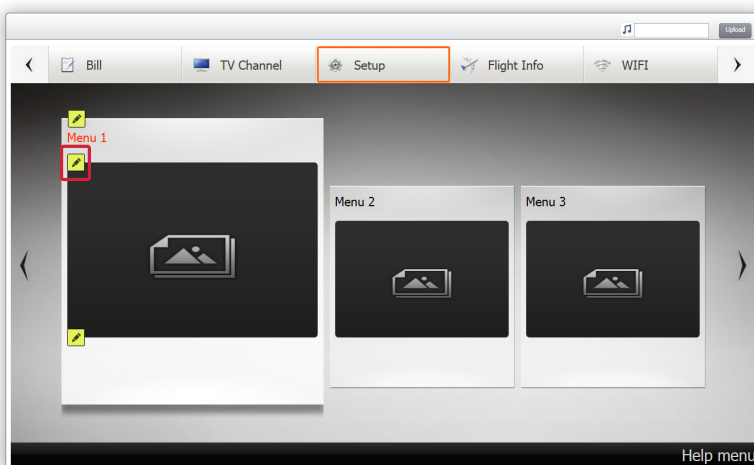 Upload
Bill
TV Channel
Setup
Flight Info
WIFI
Menu 1
Menu 2
Menu 3
Help menu